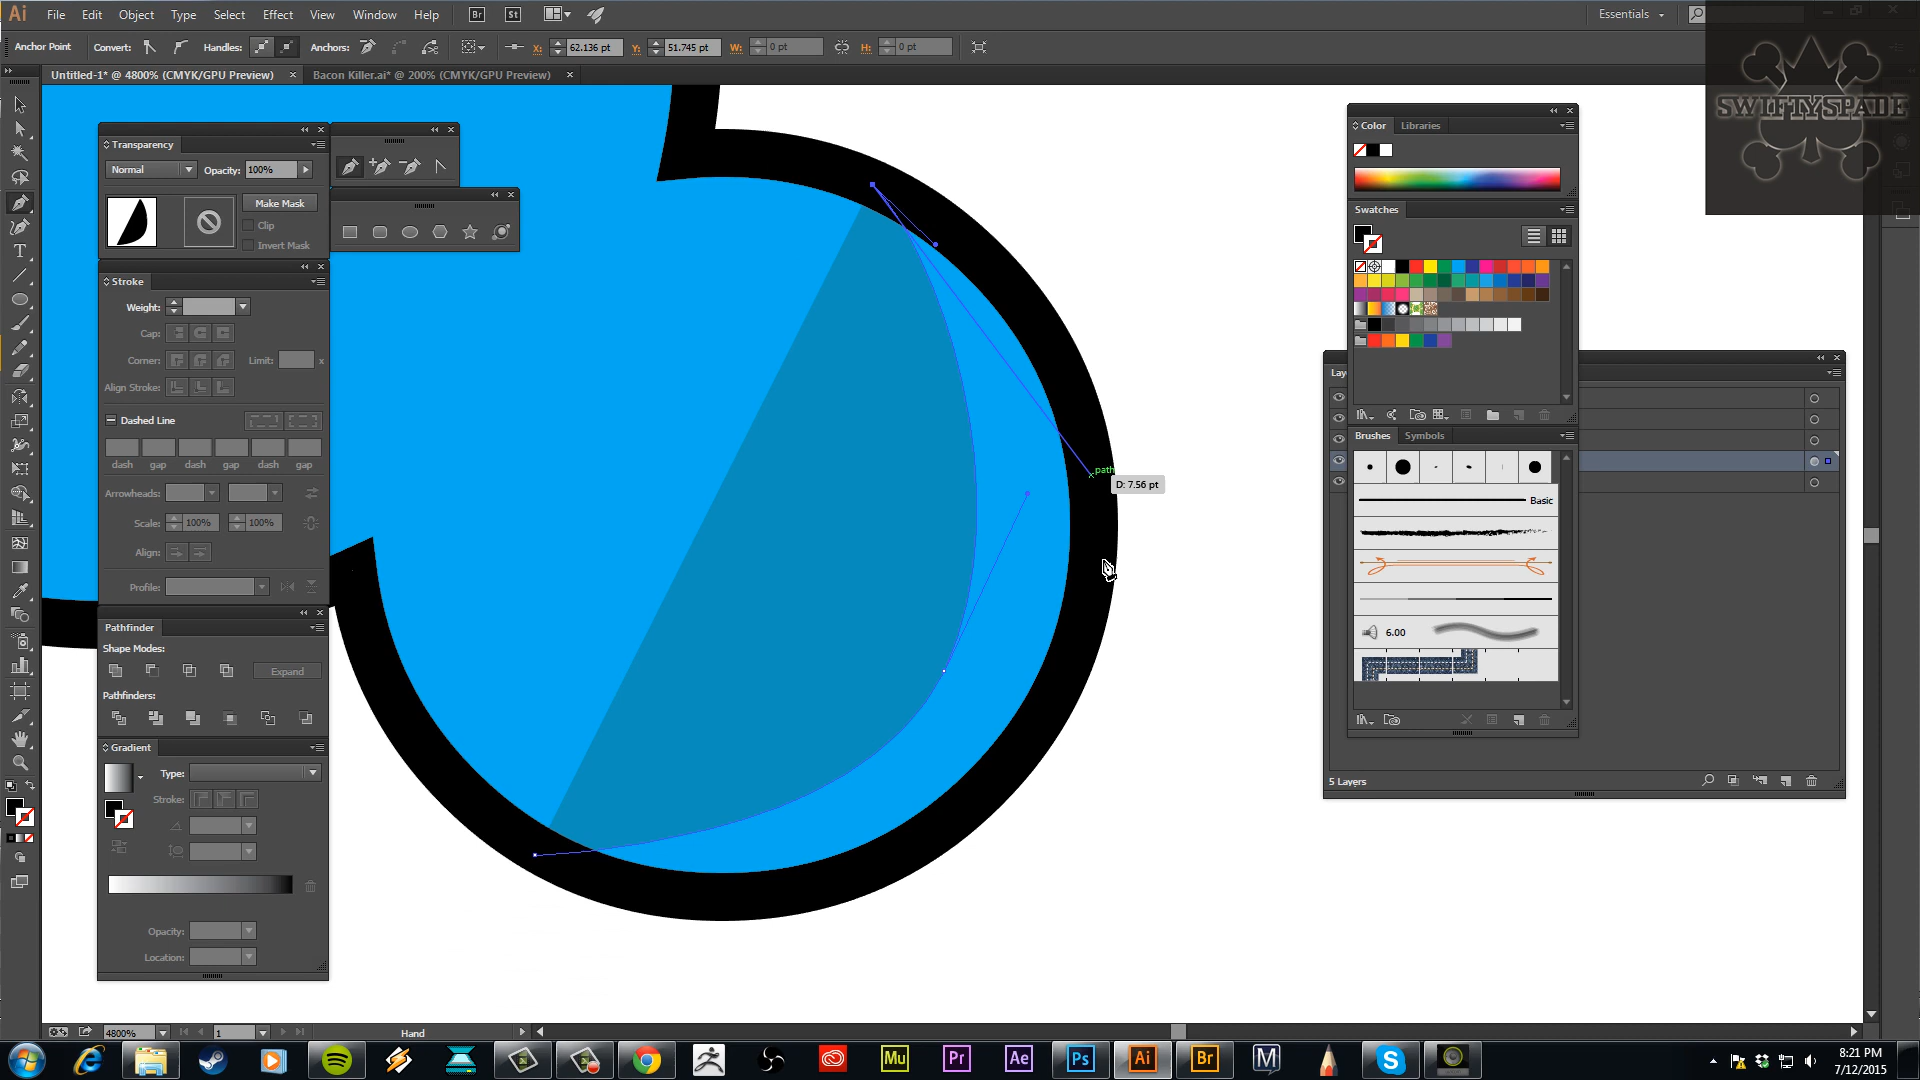 Ai File Edit Object Type Select Effect View Window Help Br St Essentials
Anchor Point Convert: Handles: Anchors: X: 62.136 pt Y: 51.745 pt W: 0 pt H: 0 pt
Untitled-1* @ 4800% (CMYK/GPU Preview) Bacon Killer.ai* @ 200% (CMYK/GPU Preview)
SWIFTYSPADE
Transparency
Normal Opacity: 100%
Make Mask
Clip
Invert Mask
Stroke
Weight:
Cap:
Corner: Limit: x
Align Stroke:
Dashed Line
dash gap dash gap dash gap
Arrowheads:
Scale: 100% 100%
Align:
Profile:
Pathfinder
Shape Modes:
Expand
Pathfinders:
Gradient
Type:
Stroke:
Opacity:
Location:
path
D: 7.56 pt
Color Libraries
Swatches
Brushes Symbols
Basic
6.00
Lay
5 Layers
4800% 1 Hand
Mu Pr Ae Ps Ai Br M S
8:21 PM
7/12/2015